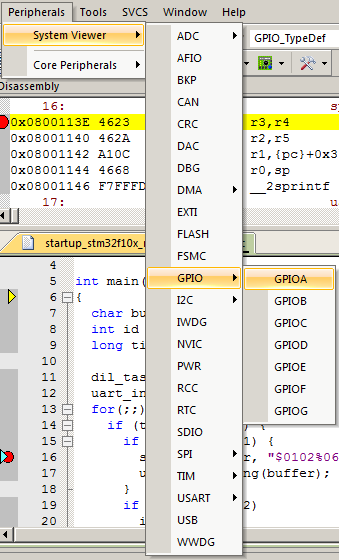 Peripherals Tools SVCS Window Help
System Viewer
Core Peripherals
GPIO_TypeDef
ADC
AFIO
BKP
CAN
CRC
DAC
DBG
DMA
EXTI
FLASH
FSMC
GPIO
I2C
IWDG
NVIC
PWR
RCC
RTC
SDIO
SPI
TIM
USART
USB
WWDG
GPIOA
GPIOB
GPIOC
GPIOD
GPIOE
GPIOF
GPIOG
Disassembly
16: sp
0x0800113E 4623 r3,r4
0x08001140 462A r2,r5
0x08001142 A10C r1,{pc}+0x3
0x08001144 4668 r0,sp
0x08001146 F7FFFD __2sprintf
17: u
startup_stm32f10x_
4
5 int main(
6 {
7 char bu
8 int id
9 long ti
10
11 dil_tas
12 uart_in
13 for(;;)
14 if (t ) {
15 if 1) {
16 s r, "$0102%06
17 u ng(buffer);
18 }
19 if 2)
20 i